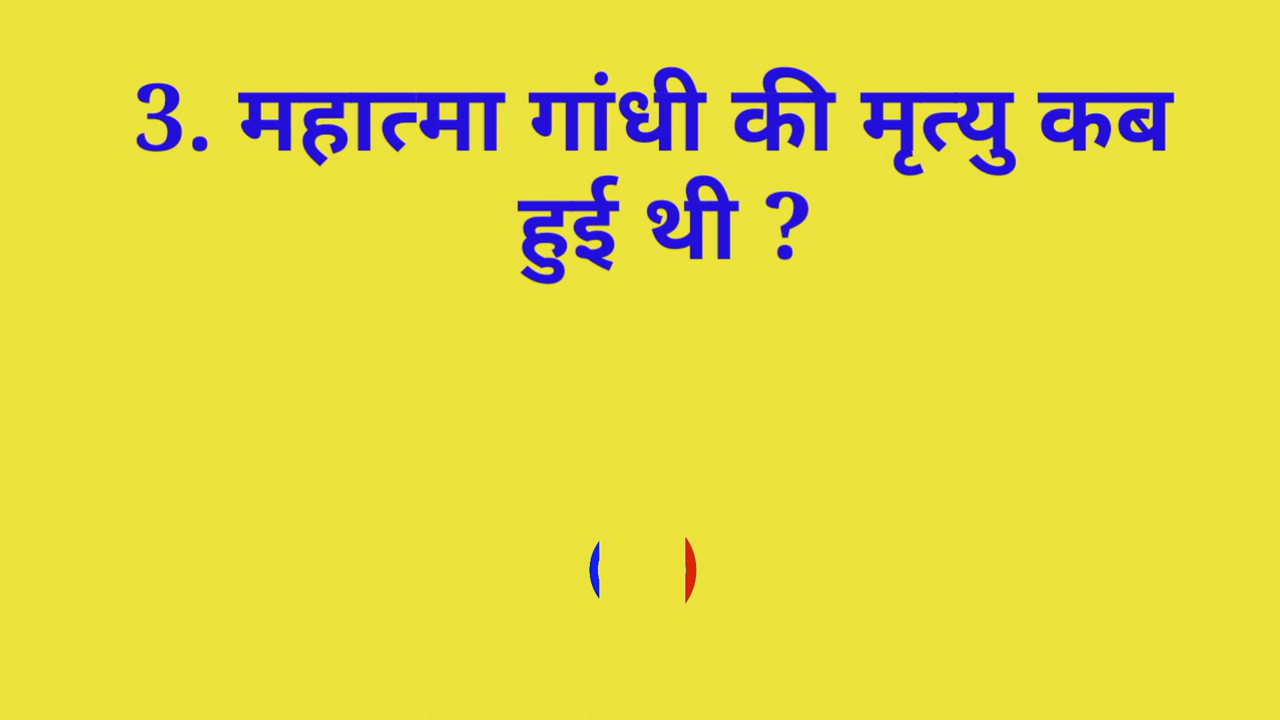 3. महात्मा गांधी की मृत्यु कब
हुई थी ?